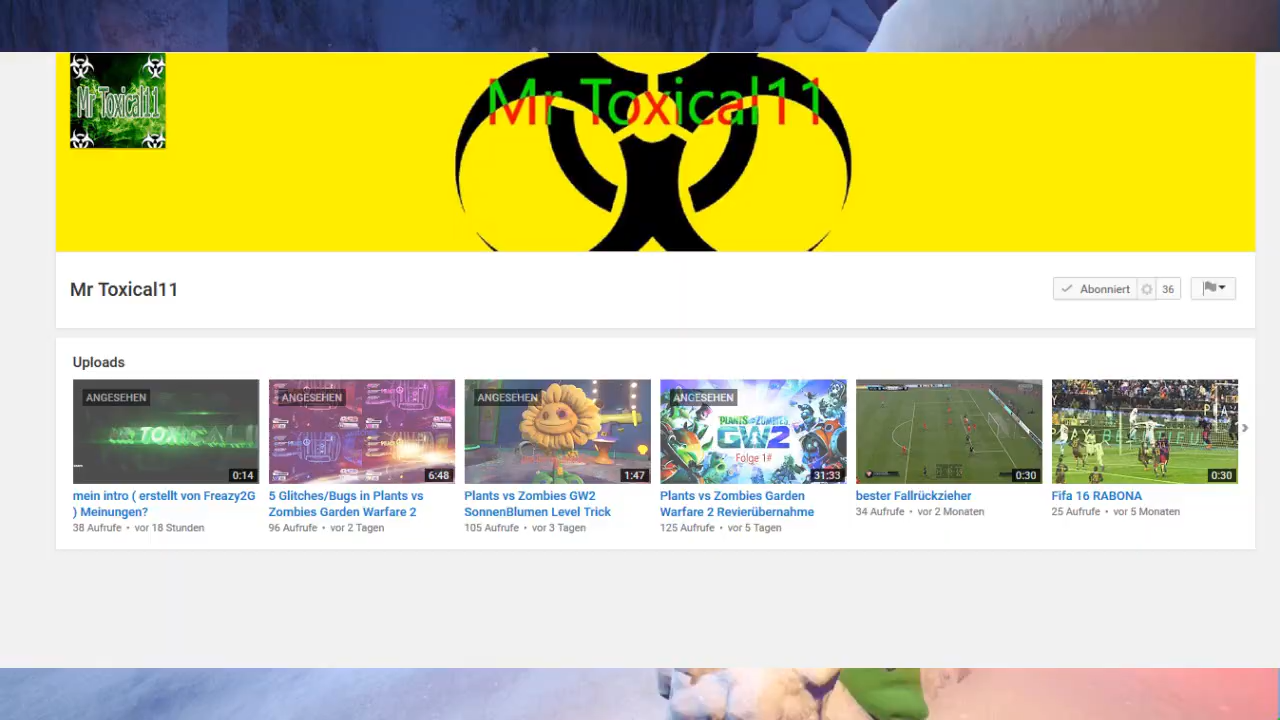 Mr Toxical11
Mr Toxical11
Mr Toxical11
Abonniert
36
Uploads
ANGESEHEN
0:14
mein intro ( erstellt von Freazy2G
) Meinungen?
38 Aufrufe • vor 18 Stunden
ANGESEHEN
6:48
5 Glitches/Bugs in Plants vs
Zombies Garden Warfare 2
96 Aufrufe • vor 2 Tagen
ANGESEHEN
1:47
Plants vs Zombies GW2
SonnenBlumen Level Trick
105 Aufrufe • vor 3 Tagen
ANGESEHEN
PLANTS vs ZOMBIES
GW2
Folge 1#
31:33
Plants vs Zombies Garden
Warfare 2 Revierübernahme
125 Aufrufe • vor 5 Tagen
0:30
bester Fallrückzieher
34 Aufrufe • vor 2 Monaten
0:30
Fifa 16 RABONA
25 Aufrufe • vor 5 Monaten